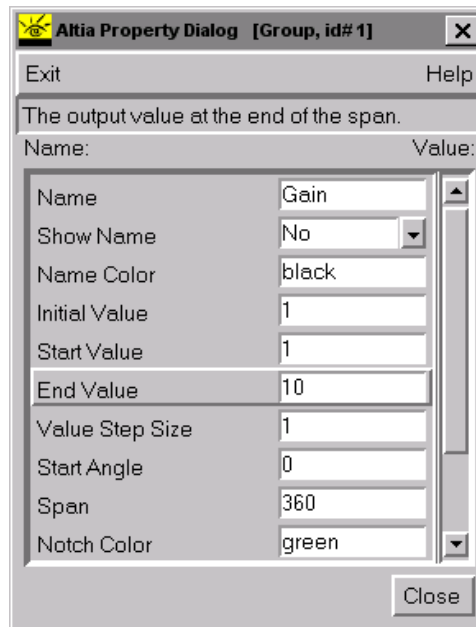 Altia Property Dialog [Group, id# 1]
Exit Help
The output value at the end of the span.
Name: Value:
Name Gain
Show Name No
Name Color black
Initial Value 1
Start Value 1
End Value 10
Value Step Size 1
Start Angle 0
Span 360
Notch Color green
Close